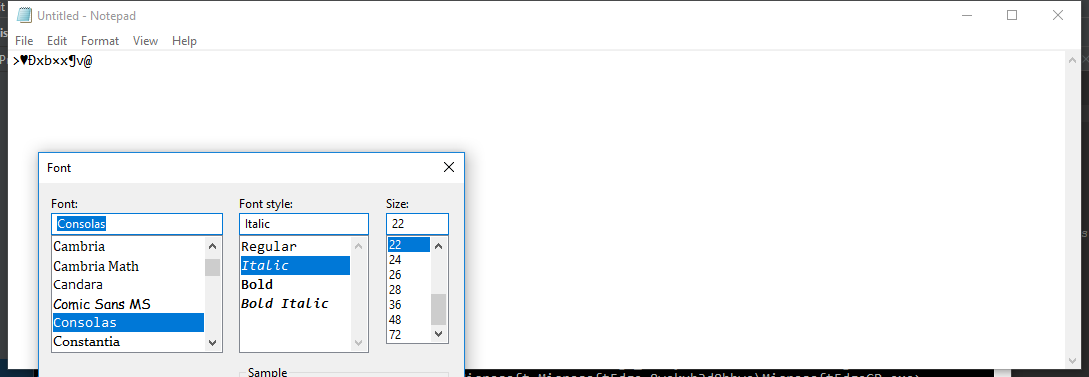 Untitled - Notepad
File Edit Format View Help
>♥Ðxb×x¶v@
Font
Font: Font style: Size:
Consolas Italic 22
Cambria Regular 22
Cambria Math Italic 24
Candara Bold 26
Comic Sans MS Bold Italic 28
Consolas 36
Constantia 48
72
Sample